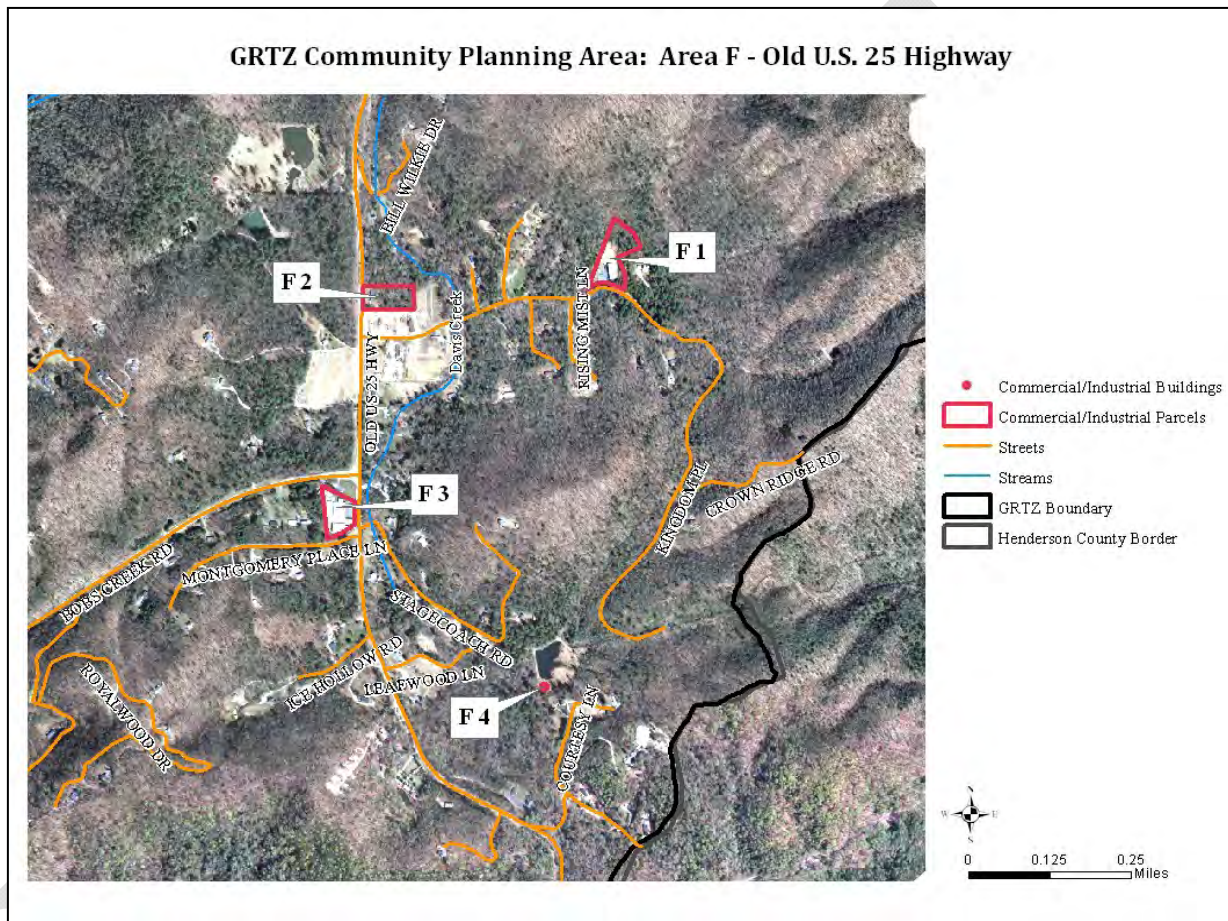 GRTZ Community Planning Area: Area F - Old U.S. 25 Highway
BILL WILKIE DR
F 1
F 2
RISING MIST LN
Davis Creek
OLD US 25 HWY
Commercial/Industrial Buildings
Commercial/Industrial Parcels
Streets
Streams
GRTZ Boundary
Henderson County Border
F 3
CROWN RIDGE RD
KINGDOM PL
MONTGOMERY PLACE LN
BOBS CREEK RD
STAGECOACH RD
ICE HOLLOW RD
LEAFWOOD LN
ROYALWOOD DR
F 4
COURTESY LN
N
W E
S
0 0.125 0.25
Miles